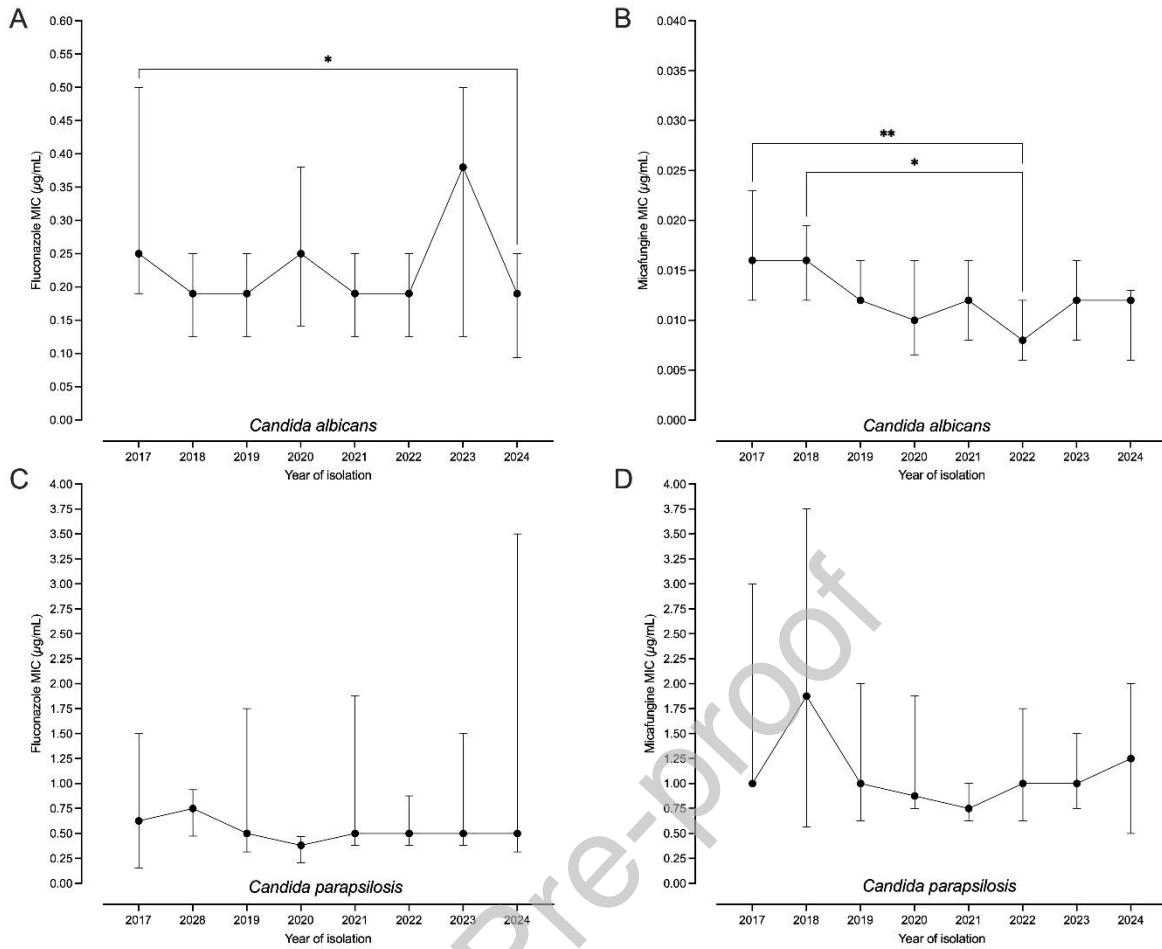 A
Fluconazole MIC (µg/mL)
0.60
0.55
0.50
0.45
0.40
0.35
0.30
0.25
0.20
0.15
0.10
0.05
0.00
*
Candida albicans
2017 2018 2019 2020 2021 2022 2023 2024
Year of isolation
B
Micafungine MIC (µg/mL)
0.040
0.035
0.030
0.025
0.020
0.015
0.010
0.005
0.000
**
*
Candida albicans
2017 2018 2019 2020 2021 2022 2023 2024
Year of isolation
C
Fluconazole MIC (µg/mL)
4.00
3.75
3.50
3.25
3.00
2.75
2.50
2.25
2.00
1.75
1.50
1.25
1.00
0.75
0.50
0.25
0.00
Candida parapsilosis
2017 2028 2019 2020 2021 2022 2023 2024
Year of isolation
D
Micafungine MIC (µg/mL)
4.00
3.75
3.50
3.25
3.00
2.75
2.50
2.25
2.00
1.75
1.50
1.25
1.00
0.75
0.50
0.25
0.00
Candida parapsilosis
2017 2018 2019 2020 2021 2022 2023 2024
Year of isolation
Pre-proof